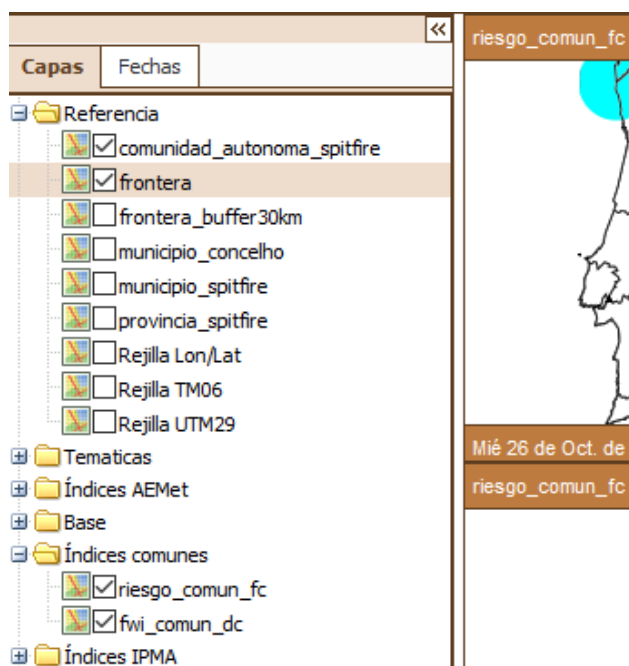 «
Capas Fechas
Referencia
comunidad_autonoma_spitfire
frontera
frontera_buffer30km
municipio_concelho
municipio_spitfire
provincia_spitfire
Rejilla Lon/Lat
Rejilla TM06
Rejilla UTM29
Tematicas
Índices AEMet
Base
Índices comunes
riesgo_comun_fc
fwi_comun_dc
Índices IPMA
riesgo_comun_fc
Mié 26 de Oct. de
riesgo_comun_fc